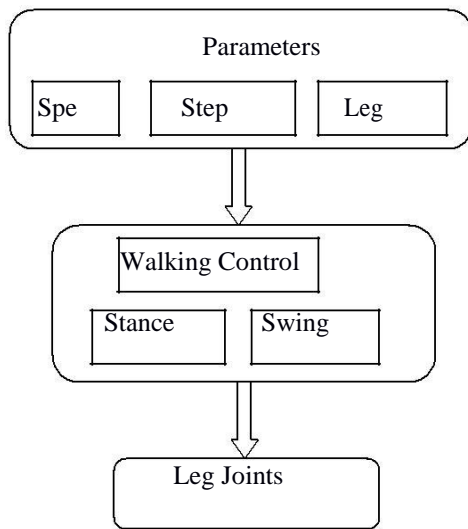 Parameters
Spe Step Leg
Walking Control
Stance Swing
Leg Joints